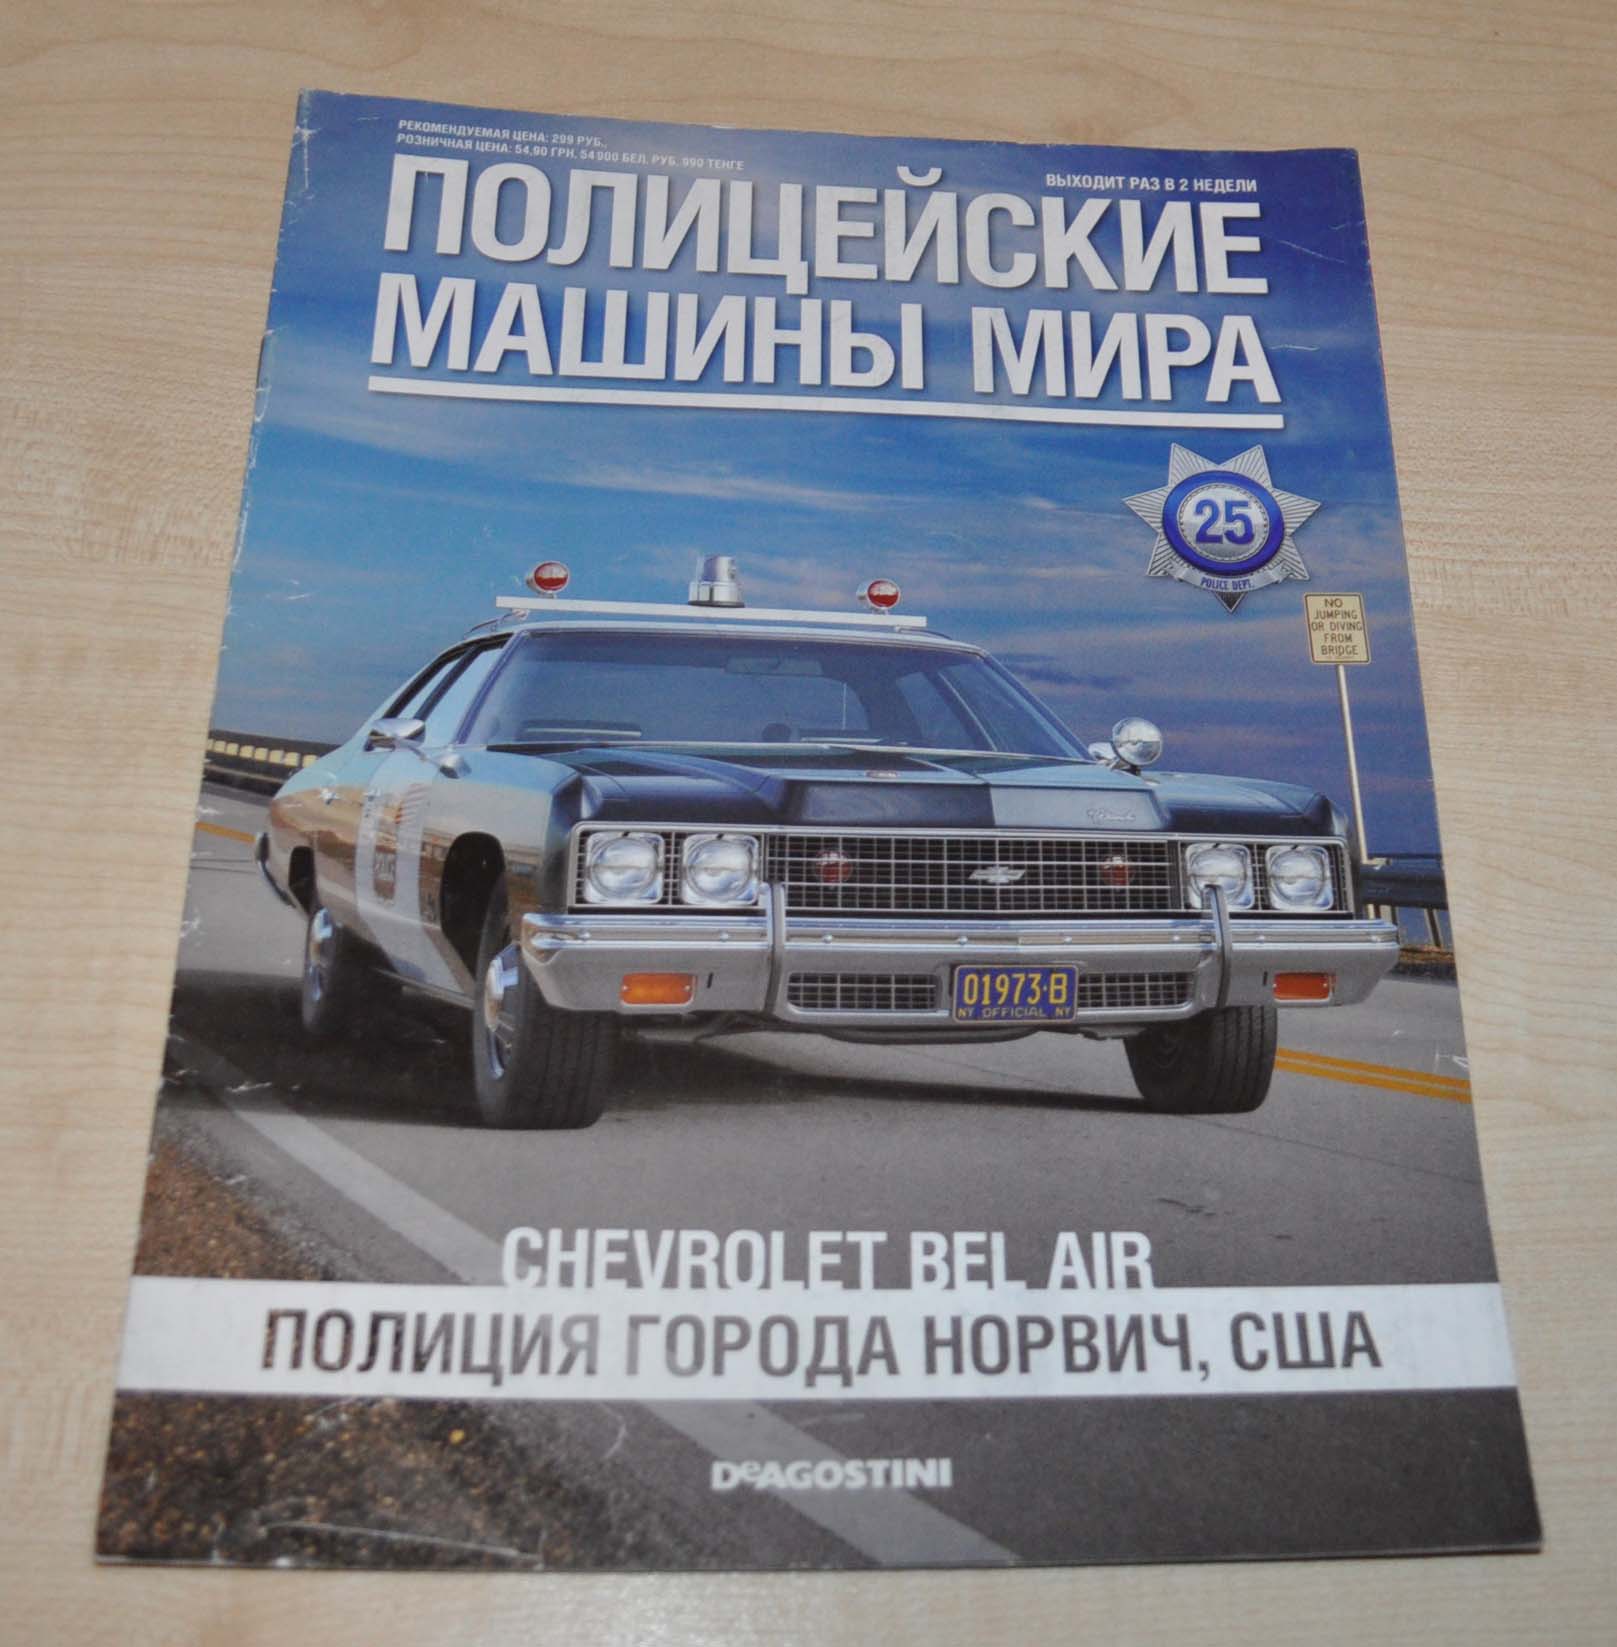 РЕКОМЕНДУЕМАЯ ЦЕНА: 299 РУБ.,
РОЗНИЧНАЯ ЦЕНА: 54,90 ГРН, 54 900 БЕЛ. РУБ. 990 ТЕНГЕ
ВЫХОДИТ РАЗ В 2 НЕДЕЛИ
ПОЛИЦЕЙСКИЕ
МАШИНЫ МИРА
25
POLICE DEPT.
NO
JUMPING
OR DIVING
FROM
BRIDGE
01973·B
NY OFFICIAL NY
CHEVROLET BEL AIR
ПОЛИЦИЯ ГОРОДА НОРВИЧ, США
DeAGOSTINI